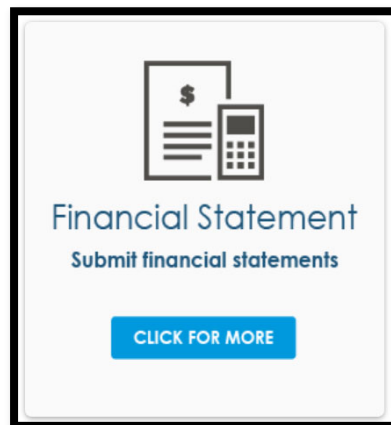 $
Financial Statement
Submit financial statements
CLICK FOR MORE